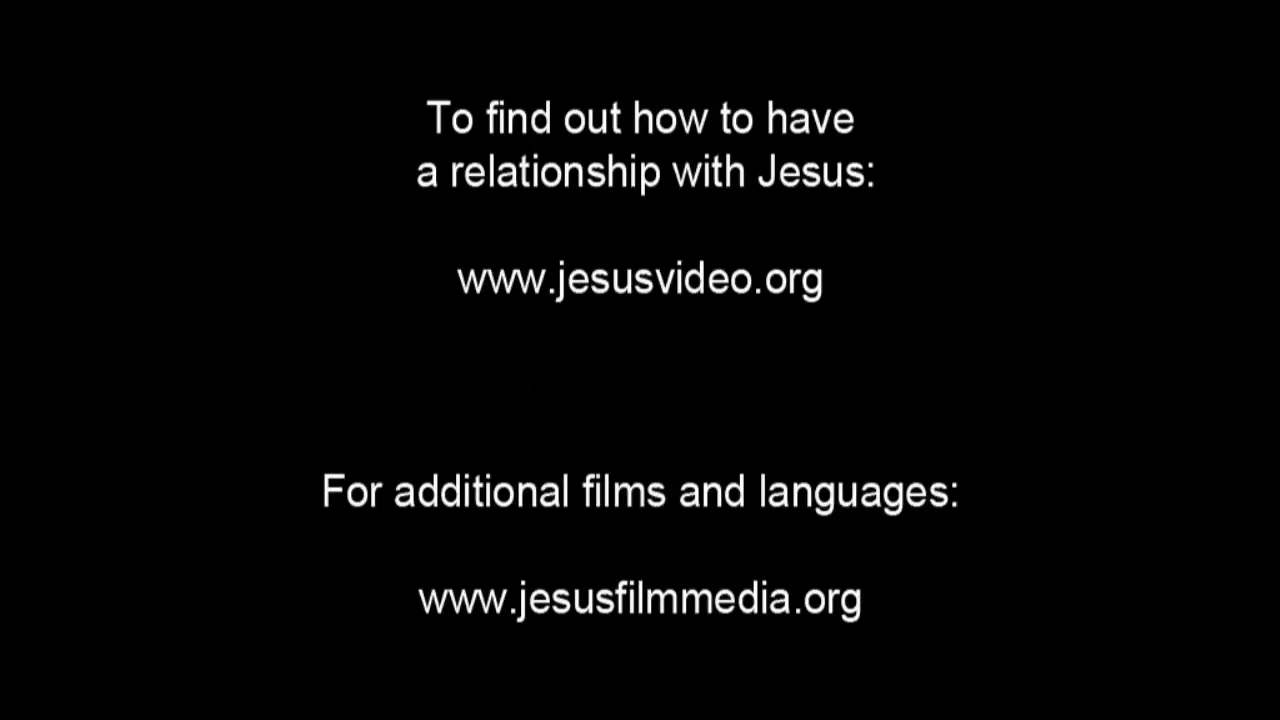 To find out how to have
a relationship with Jesus:
www.jesusvideo.org
For additional films and languages:
www.jesusfilmmedia.org